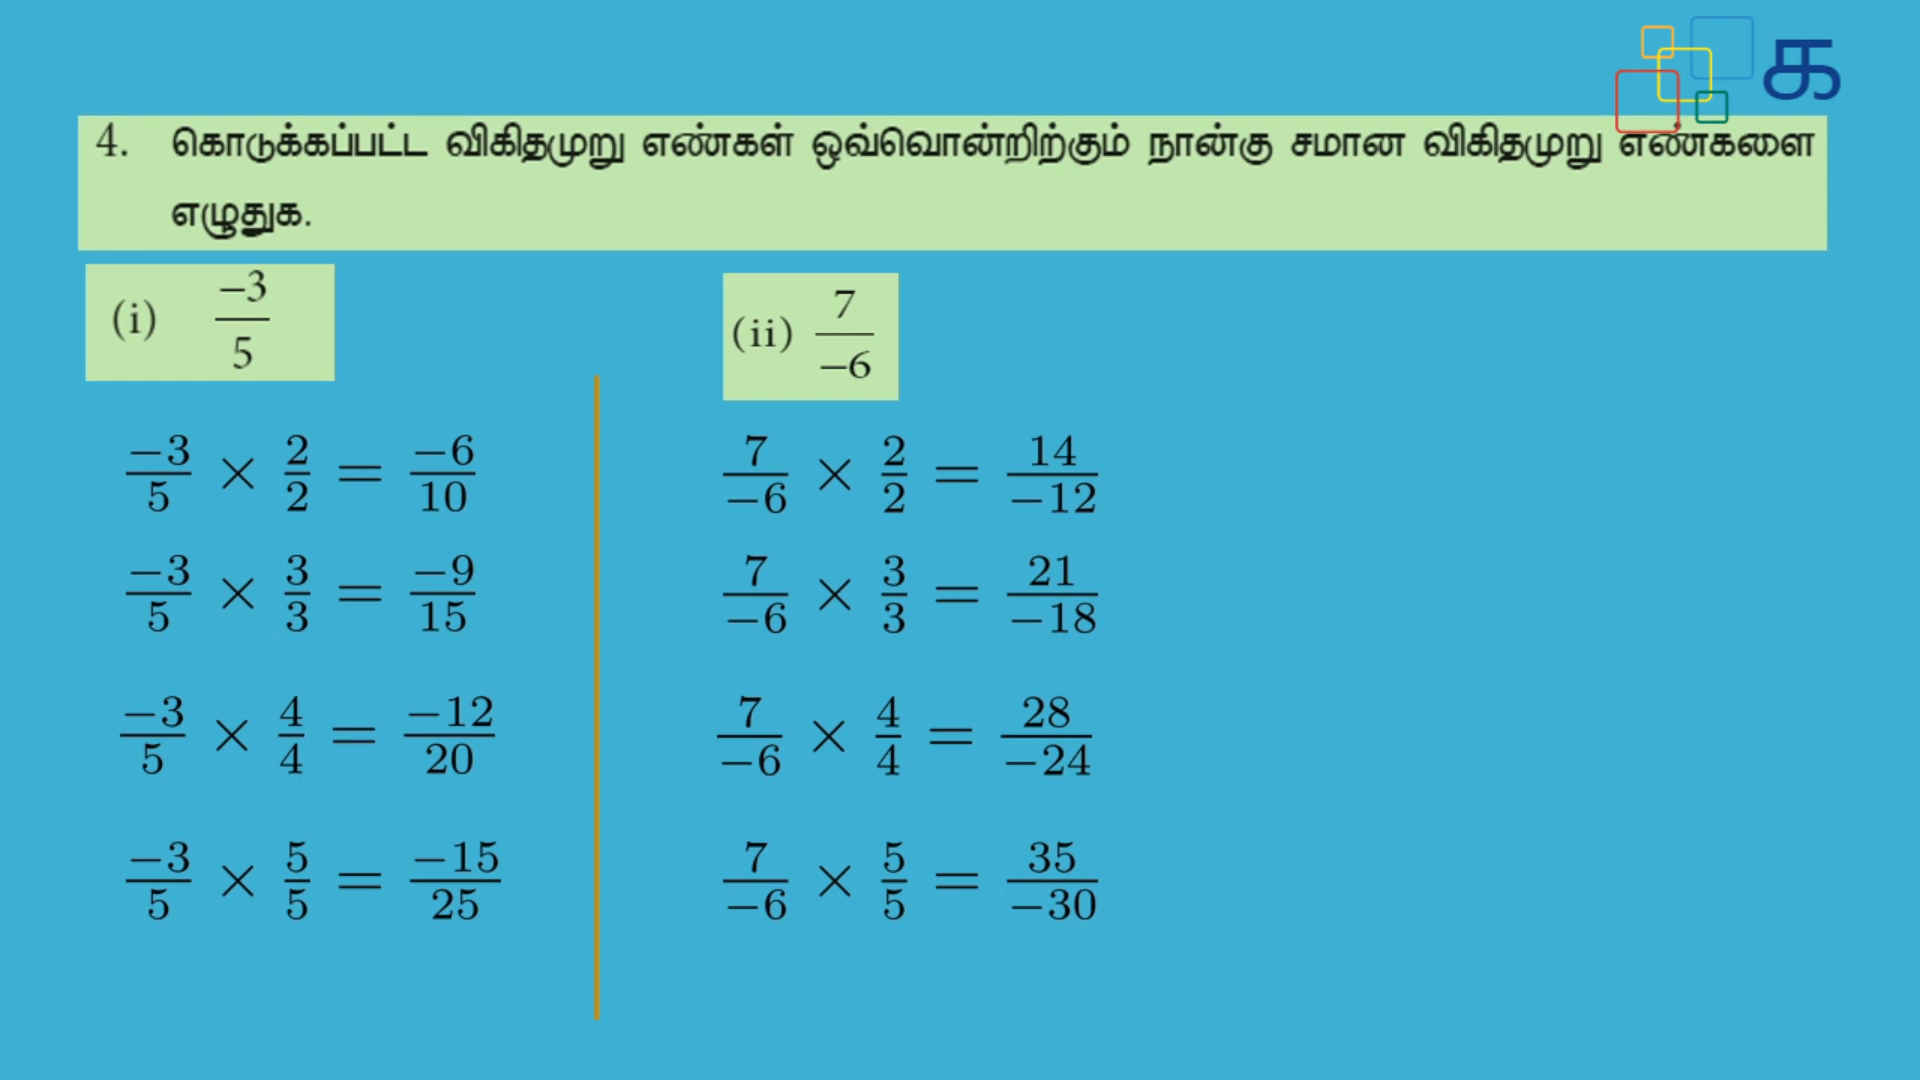 க
4. கொடுக்கப்பட்ட விகிதமுறு எண்கள் ஒவ்வொன்றிற்கும் நான்கு சமான விகிதமுறு எண்களை
எழுதுக.
(i) -3/5
(ii) 7/-6
-3/5 × 2/2 = -6/10
-3/5 × 3/3 = -9/15
-3/5 × 4/4 = -12/20
-3/5 × 5/5 = -15/25
7/-6 × 2/2 = 14/-12
7/-6 × 3/3 = 21/-18
7/-6 × 4/4 = 28/-24
7/-6 × 5/5 = 35/-30